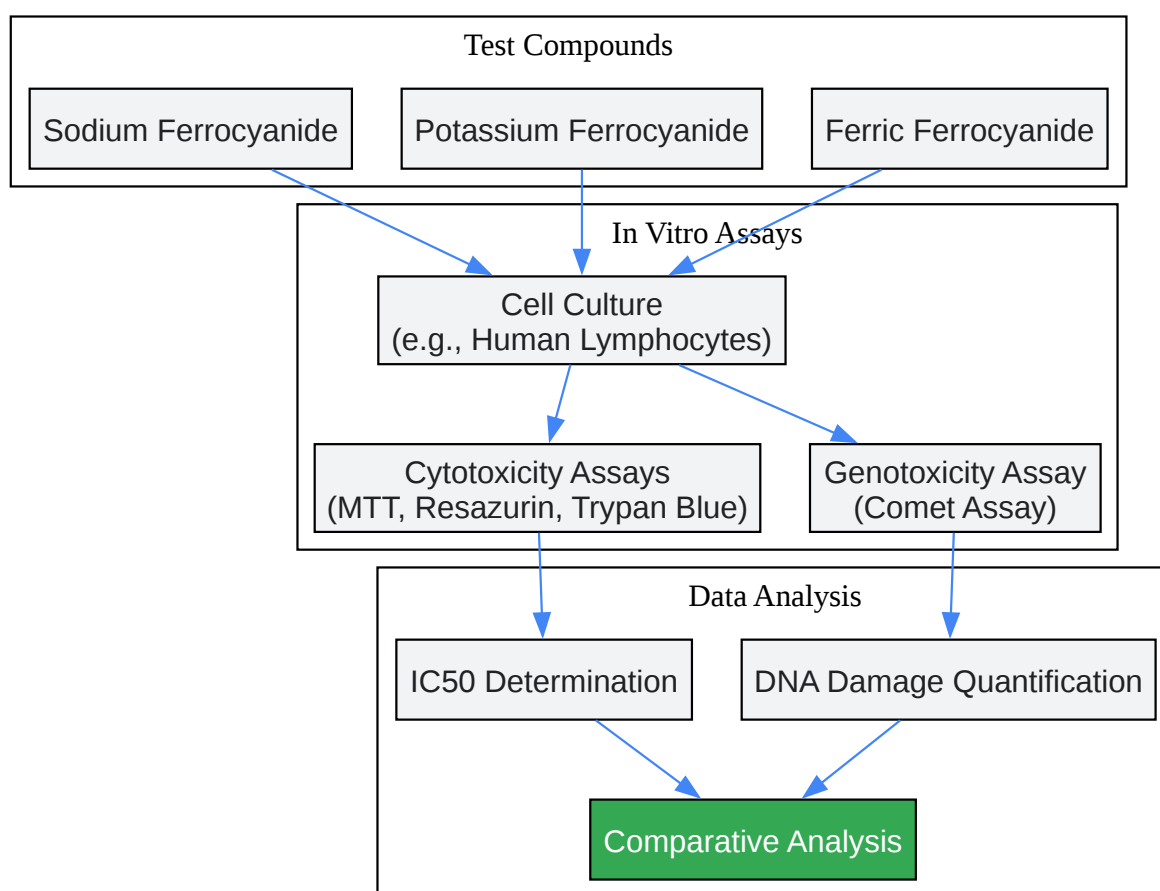 Test Compounds
Sodium Ferrocyanide
Potassium Ferrocyanide
Ferric Ferrocyanide
In Vitro Assays
Cell Culture
(e.g., Human Lymphocytes)
Cytotoxicity Assays
(MTT, Resazurin, Trypan Blue)
Genotoxicity Assay
(Comet Assay)
Data Analysis
IC50 Determination
DNA Damage Quantification
Comparative Analysis